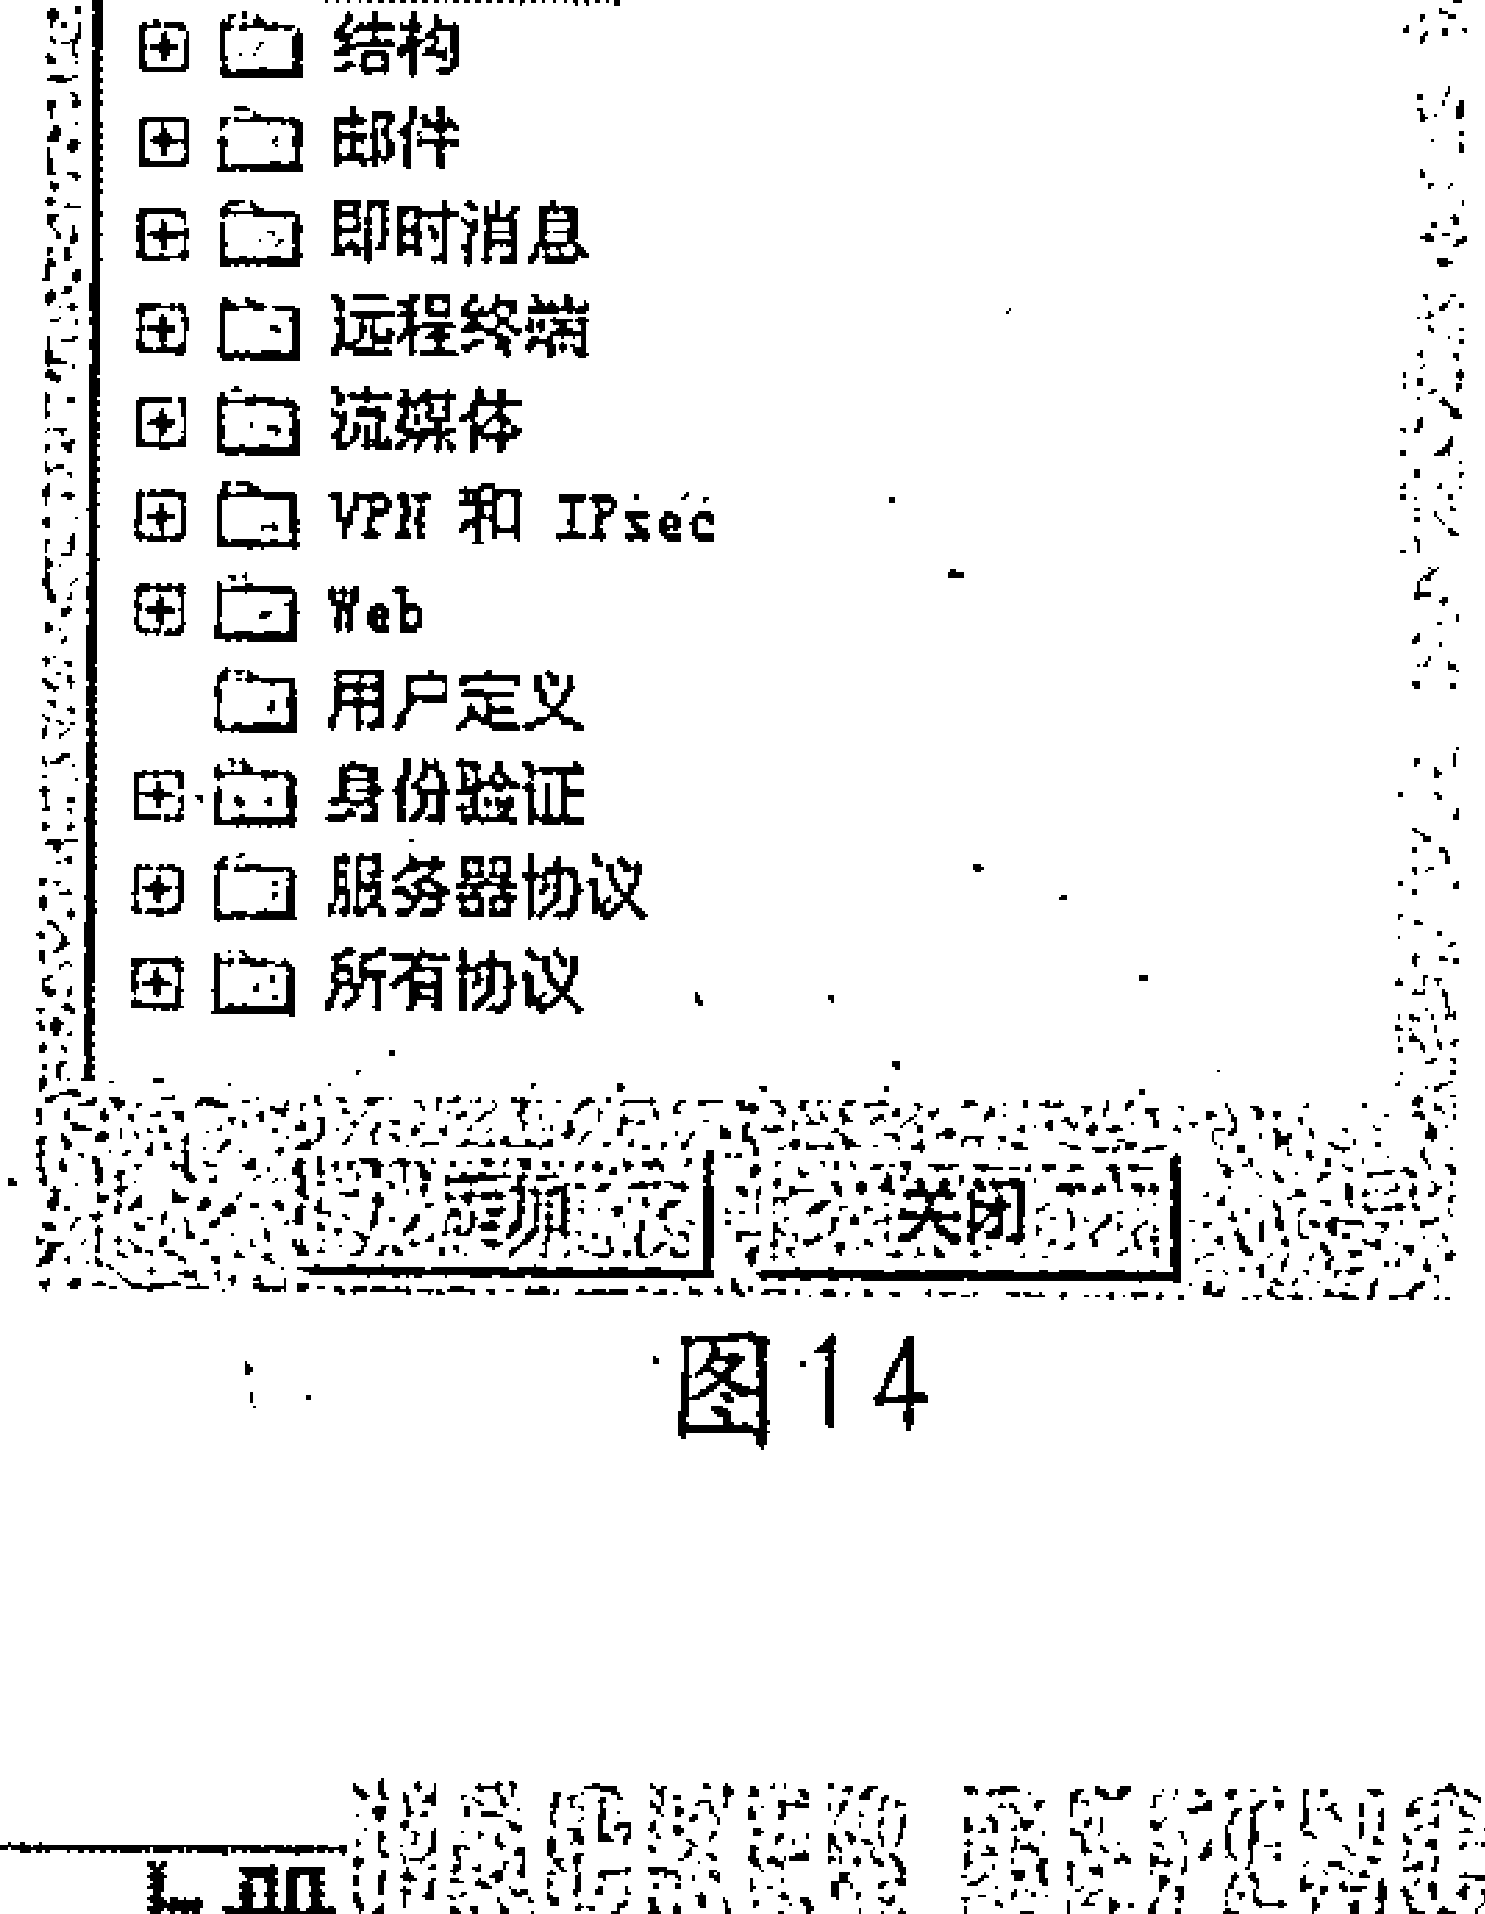 结构
邮件
即时消息
远程终端
流媒体
VPN 和 IPsec
Web
用户定义
身份验证
服务器协议
所有协议
关闭
图14